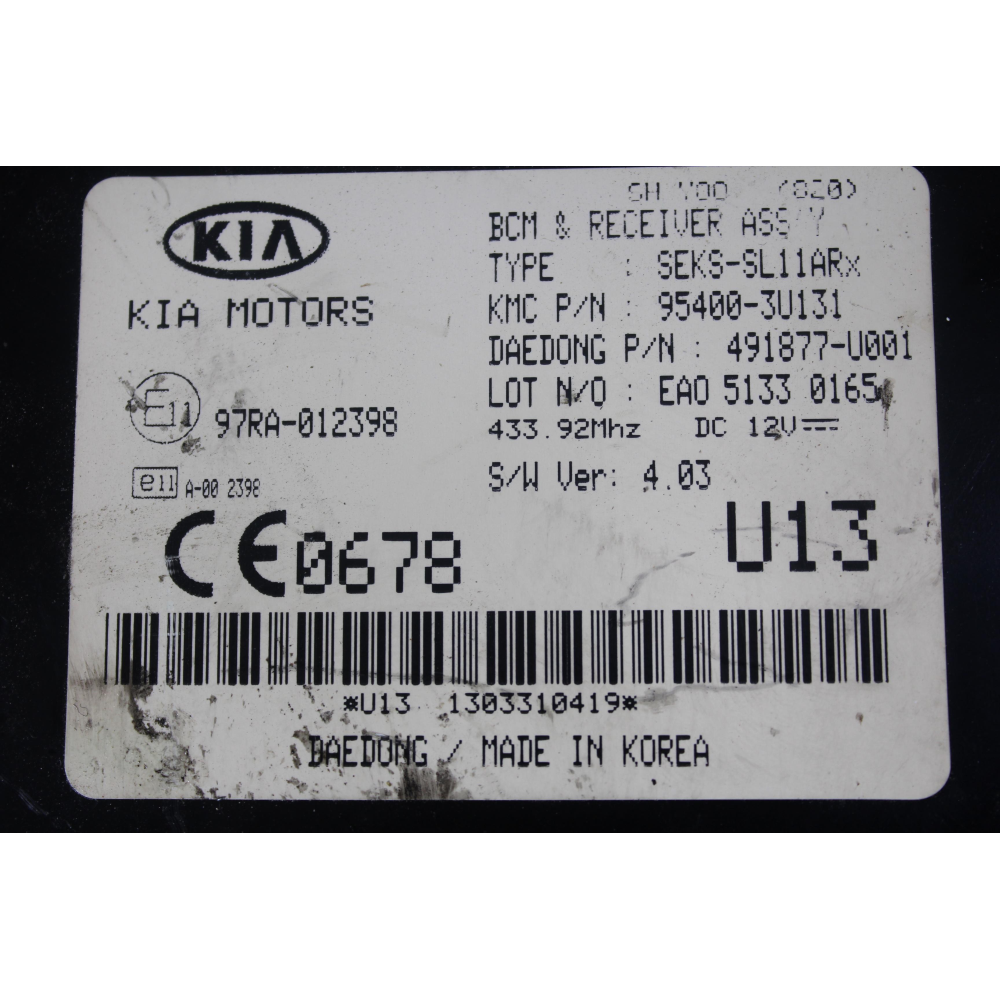 KIA
KIA MOTORS
E11 97RA-012398
e11 A-00 2398
CE0678
(820)
BCM & RECEIVER ASS'Y
TYPE : SEKS-SL11ARx
KMC P/N : 95400-3U131
DAEDONG P/N : 491877-U001
LOT N/O : EAO 5133 0165
433.92Mhz DC 12V
S/W Ver: 4.03
U13
*U13 1303310419*
DAEDONG / MADE IN KOREA